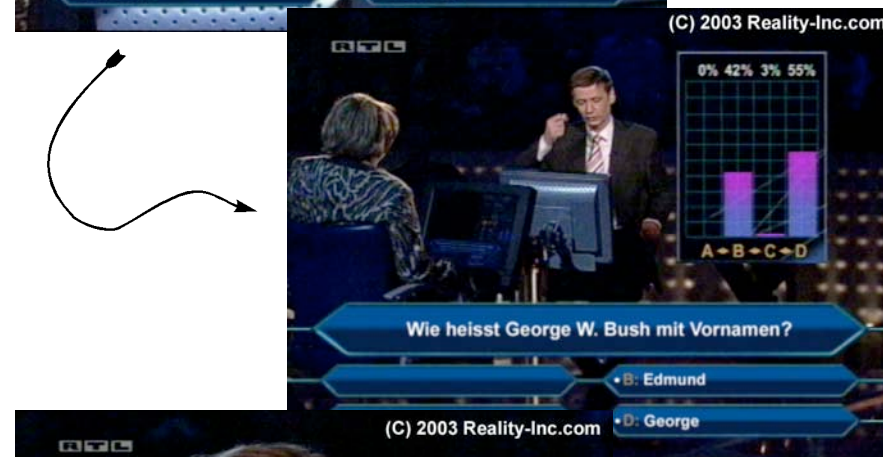 (C) 2003 Reality-Inc.com
RTL
0% 42% 3% 55%
A B C D
Wie heisst George W. Bush mit Vornamen?
B: Edmund
D: George
(C) 2003 Reality-Inc.com
RTL